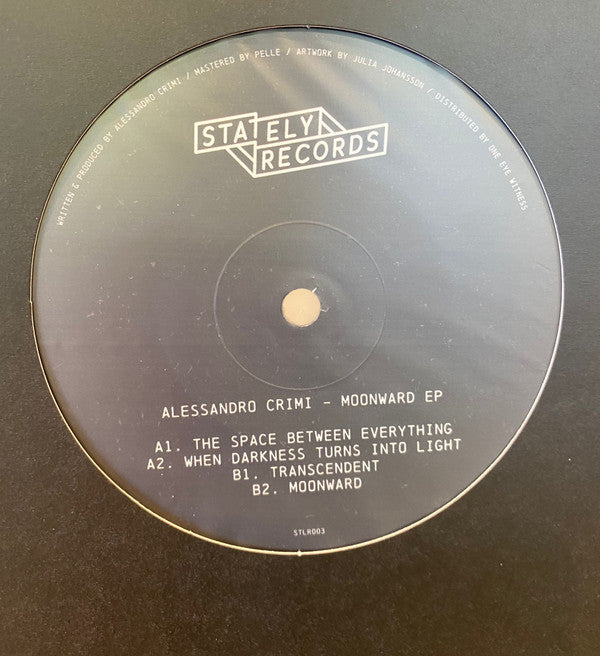 WRITTEN & PRODUCED BY ALESSANDRO CRIMI / MASTERED BY PELLE / ARTWORK BY JULIA JOHANSSON / DISTRIBUTED BY ONE EYE WITNESS
STATELY
RECORDS
ALESSANDRO CRIMI - MOONWARD EP
A1. THE SPACE BETWEEN EVERYTHING
A2. WHEN DARKNESS TURNS INTO LIGHT
B1. TRANSCENDENT
B2. MOONWARD
STLR003